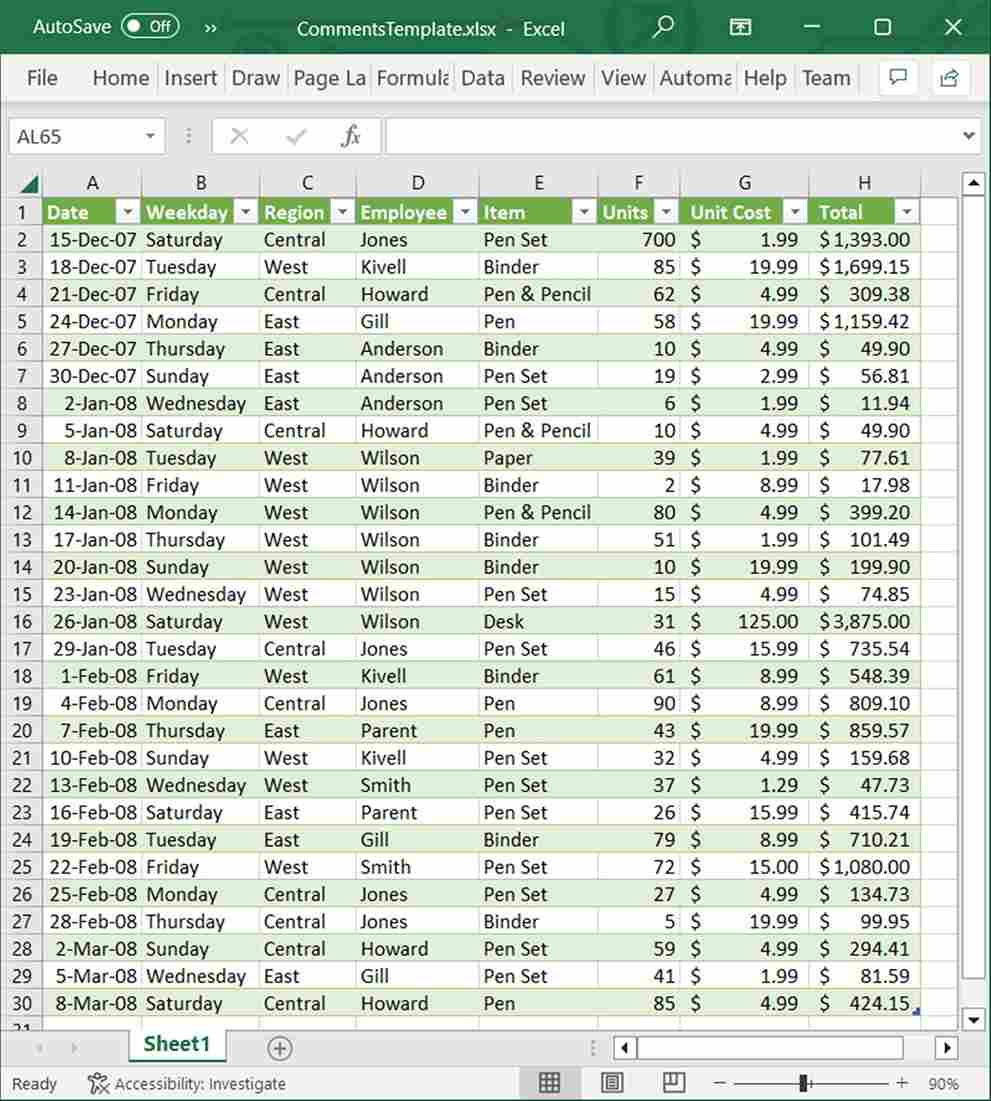 AutoSave Off » CommentsTemplate.xlsx - Excel
File Home Insert Draw Page La Formula Data Review View Automa Help Team
AL65 fx
A B C D E F G H
1 Date Weekday Region Employee Item Units Unit Cost Total
2 15-Dec-07 Saturday Central Jones Pen Set 700 $ 1.99 $1,393.00
3 18-Dec-07 Tuesday West Kivell Binder 85 $ 19.99 $1,699.15
4 21-Dec-07 Friday Central Howard Pen & Pencil 62 $ 4.99 $ 309.38
5 24-Dec-07 Monday East Gill Pen 58 $ 19.99 $1,159.42
6 27-Dec-07 Thursday East Anderson Binder 10 $ 4.99 $ 49.90
7 30-Dec-07 Sunday East Anderson Pen Set 19 $ 2.99 $ 56.81
8 2-Jan-08 Wednesday East Anderson Pen Set 6 $ 1.99 $ 11.94
9 5-Jan-08 Saturday Central Howard Pen & Pencil 10 $ 4.99 $ 49.90
10 8-Jan-08 Tuesday West Wilson Paper 39 $ 1.99 $ 77.61
11 11-Jan-08 Friday West Wilson Binder 2 $ 8.99 $ 17.98
12 14-Jan-08 Monday West Wilson Pen & Pencil 80 $ 4.99 $ 399.20
13 17-Jan-08 Thursday West Wilson Binder 51 $ 1.99 $ 101.49
14 20-Jan-08 Sunday West Wilson Binder 10 $ 19.99 $ 199.90
15 23-Jan-08 Wednesday West Wilson Pen Set 15 $ 4.99 $ 74.85
16 26-Jan-08 Saturday West Wilson Desk 31 $ 125.00 $3,875.00
17 29-Jan-08 Tuesday Central Jones Pen Set 46 $ 15.99 $ 735.54
18 1-Feb-08 Friday West Kivell Binder 61 $ 8.99 $ 548.39
19 4-Feb-08 Monday Central Jones Pen 90 $ 8.99 $ 809.10
20 7-Feb-08 Thursday East Parent Pen 43 $ 19.99 $ 859.57
21 10-Feb-08 Sunday West Kivell Pen Set 32 $ 4.99 $ 159.68
22 13-Feb-08 Wednesday West Smith Pen Set 37 $ 1.29 $ 47.73
23 16-Feb-08 Saturday East Parent Pen Set 26 $ 15.99 $ 415.74
24 19-Feb-08 Tuesday East Gill Binder 79 $ 8.99 $ 710.21
25 22-Feb-08 Friday West Smith Pen Set 72 $ 15.00 $1,080.00
26 25-Feb-08 Monday Central Jones Pen Set 27 $ 4.99 $ 134.73
27 28-Feb-08 Thursday Central Jones Binder 5 $ 19.99 $ 99.95
28 2-Mar-08 Sunday Central Howard Pen Set 59 $ 4.99 $ 294.41
29 5-Mar-08 Wednesday East Gill Pen Set 41 $ 1.99 $ 81.59
30 8-Mar-08 Saturday Central Howard Pen 85 $ 4.99 $ 424.15
31
Sheet1
Ready Accessibility: Investigate 90%